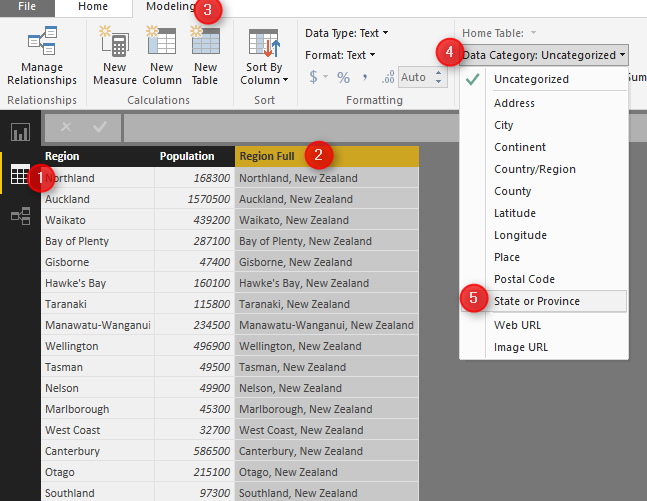 File Home Modeling 3
Manage Relationships
New Measure
New Column
New Table
Sort By Column
Data Type: Text
Format: Text
$ % , .00 Auto
Home Table:
4 Data Category: Uncategorized
Relationships Calculations Sort Formatting
Uncategorized
Address
City
Continent
Country/Region
County
Latitude
Longitude
Place
Postal Code
5 State or Province
Web URL
Image URL
Region Population Region Full 2
1
Northland 168300 Northland, New Zealand
Auckland 1570500 Auckland, New Zealand
Waikato 439200 Waikato, New Zealand
Bay of Plenty 287100 Bay of Plenty, New Zealand
Gisborne 47400 Gisborne, New Zealand
Hawke's Bay 160100 Hawke's Bay, New Zealand
Taranaki 115800 Taranaki, New Zealand
Manawatu-Wanganui 234500 Manawatu-Wanganui, New Zealand
Wellington 496900 Wellington, New Zealand
Tasman 49500 Tasman, New Zealand
Nelson 49900 Nelson, New Zealand
Marlborough 45300 Marlborough, New Zealand
West Coast 32700 West Coast, New Zealand
Canterbury 586500 Canterbury, New Zealand
Otago 215100 Otago, New Zealand
Southland 97300 Southland, New Zealand